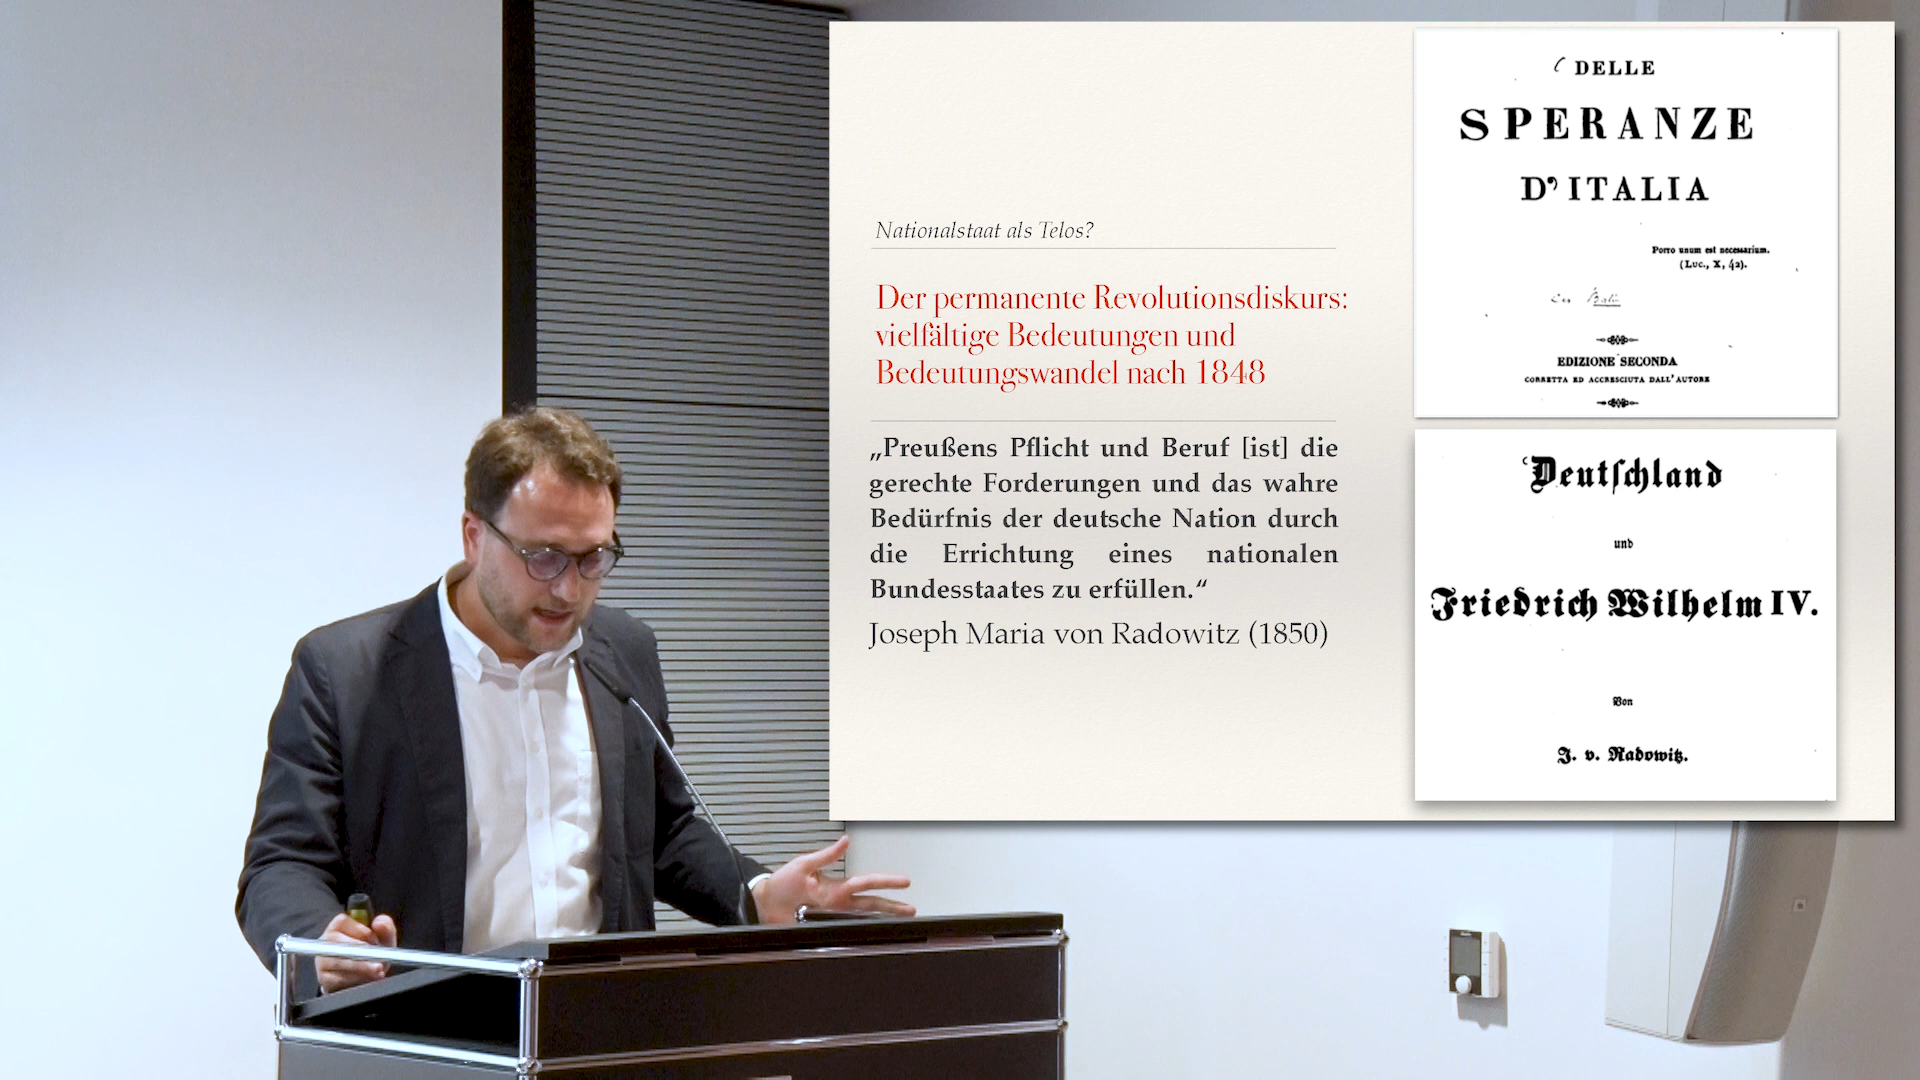 Nationalstaat als Telos?
Der permanente Revolutionsdiskurs:
vielfältige Bedeutungen und
Bedeutungswandel nach 1848
„Preußens Pflicht und Beruf [ist] die
gerechte Forderungen und das wahre
Bedürfnis der deutsche Nation durch
die Errichtung eines nationalen
Bundesstaates zu erfüllen.“
Joseph Maria von Radowitz (1850)
DELLE
SPERANZE
D'ITALIA
Porro unum est necessarium.
(Luc., X, 42).
EDIZIONE SECONDA
CORRETTA ED ACCRESCIUTA DALL'AUTORE
Deutſchland
und
Friedrich Wilhelm IV.
Von
J. v. Radowitz.